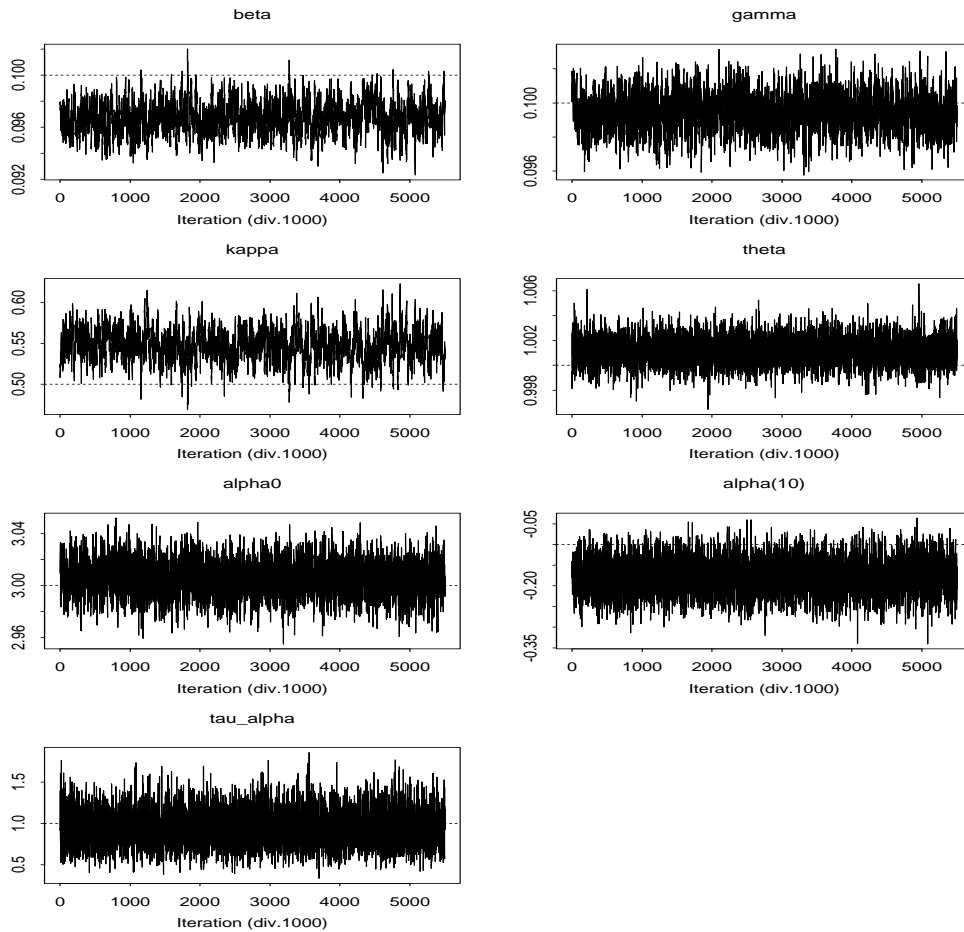 beta
0.092 0.096 0.100
0 1000 2000 3000 4000 5000
Iteration (div.1000)
gamma
0.096 0.100
0 1000 2000 3000 4000 5000
Iteration (div.1000)
kappa
0.50 0.55 0.60
0 1000 2000 3000 4000 5000
Iteration (div.1000)
theta
0.998 1.002 1.006
0 1000 2000 3000 4000 5000
Iteration (div.1000)
alpha0
2.96 3.00 3.04
0 1000 2000 3000 4000 5000
Iteration (div.1000)
alpha(10)
-0.35 -0.20 -0.05
0 1000 2000 3000 4000 5000
Iteration (div.1000)
tau_alpha
0.5 1.0 1.5
0 1000 2000 3000 4000 5000
Iteration (div.1000)